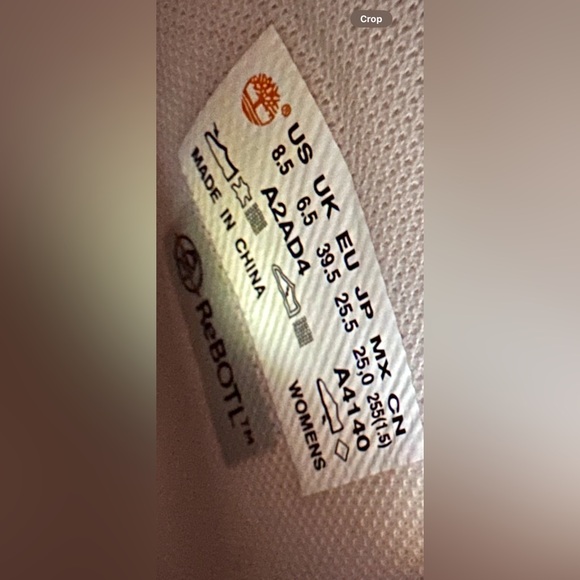 Crop
®
US UK EU JP MX CN
8.5 6.5 39.5 25.5 25,0 255(1.5)
A2AD4 A4140
MADE IN CHINA WOMENS
ReBOTL™